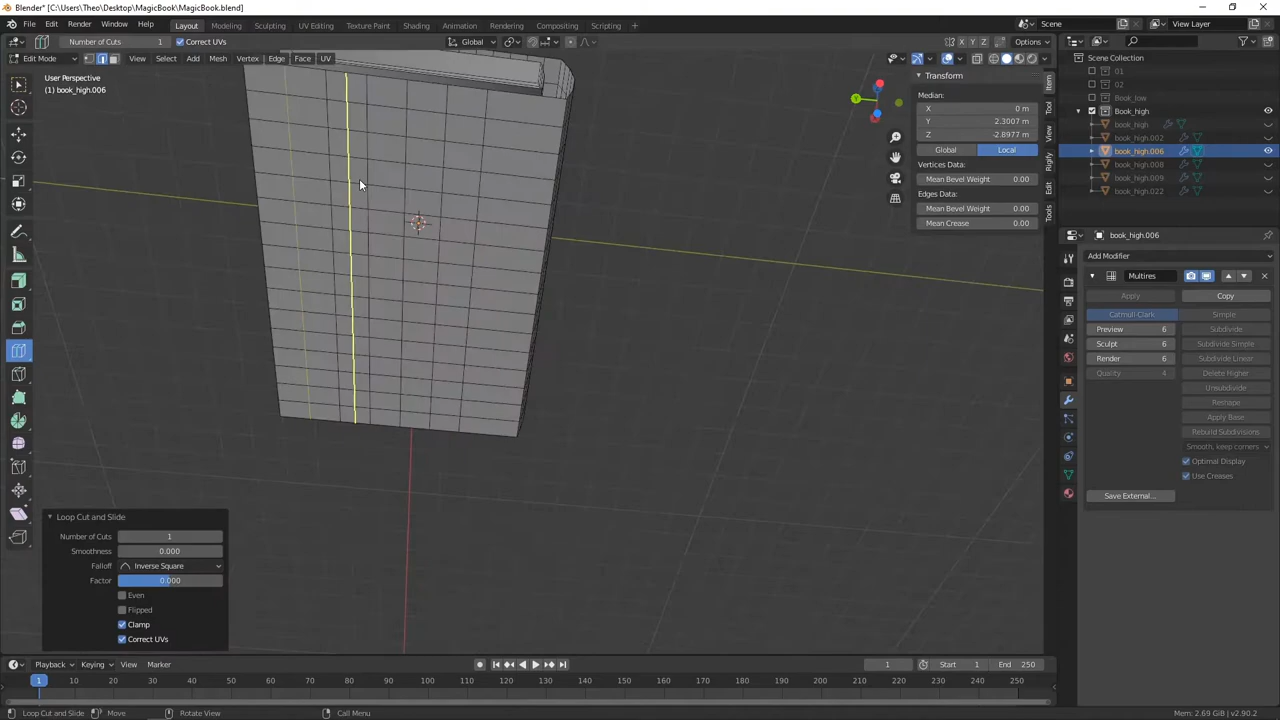 Blender* [C:\Users\Theo\Desktop\MagicBook\MagicBook.blend]
File Edit Render Window Help Layout Modeling Sculpting UV Editing Texture Paint Shading Animation Rendering Compositing Scripting + Scene View Layer
Number of Cuts 1 Correct UVs Global X Y Z Options
Edit Mode View Select Add Mesh Vertex Edge Face UV
User Perspective
(1) book_high.006
Transform
Median:
X 0 m
Y 2.3007 m
Z -2.8977 m
Global Local
Vertices Data:
Mean Bevel Weight 0.00
Edges Data:
Mean Bevel Weight 0.00
Mean Crease 0.00
Item
Tool
View
Rigify
Edit
Tools
Scene Collection
01
02
Book_low
Book_high
book_high
book_high.002
book_high.006
book_high.008
book_high.009
book_high.022
book_high.006
Add Modifier
Multires
Apply Copy
Catmull-Clark Simple
Preview 6 Subdivide
Sculpt 6 Subdivide Simple
Render 6 Subdivide Linear
Quality 4 Delete Higher
Unsubdivide
Reshape
Apply Base
Rebuild Subdivisions
Smooth, keep corners
Optimal Display
Use Creases
Save External...
Loop Cut and Slide
Number of Cuts 1
Smoothness 0.000
Falloff Inverse Square
Factor 0.000
Even
Flipped
Clamp
Correct UVs
Playback Keying View Marker 1 Start 1 End 250
1 10 20 30 40 50 60 70 80 90 100 110 120 130 140 150 160 170 180 190 200 210 220 230 240 250
Loop Cut and Slide Move Rotate View Call Menu Mem: 2.69 GiB | v2.90.2